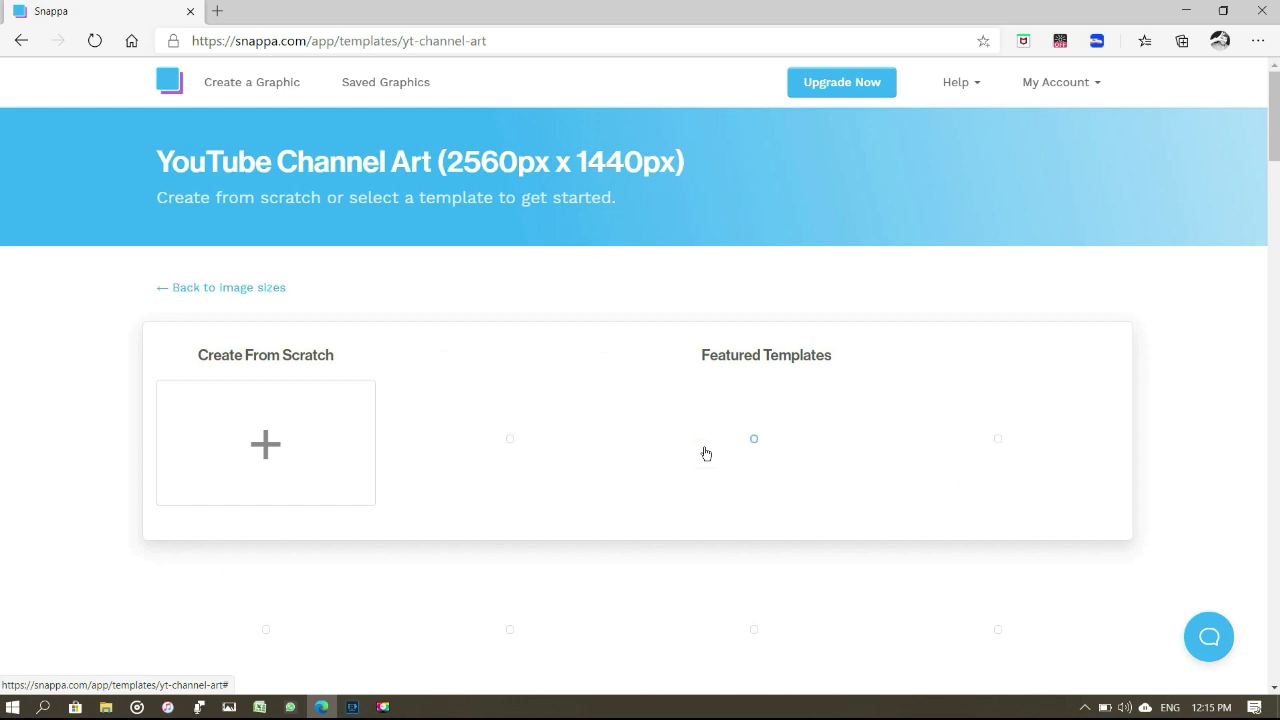 Snappa
https://snappa.com/app/templates/yt-channel-art
Create a Graphic
Saved Graphics
Upgrade Now
Help
My Account
YouTube Channel Art (2560px x 1440px)
Create from scratch or select a template to get started.
← Back to image sizes
Create From Scratch
Featured Templates
https://snappa.com/app/templates/yt-channel-art#
ENG
12:15 PM